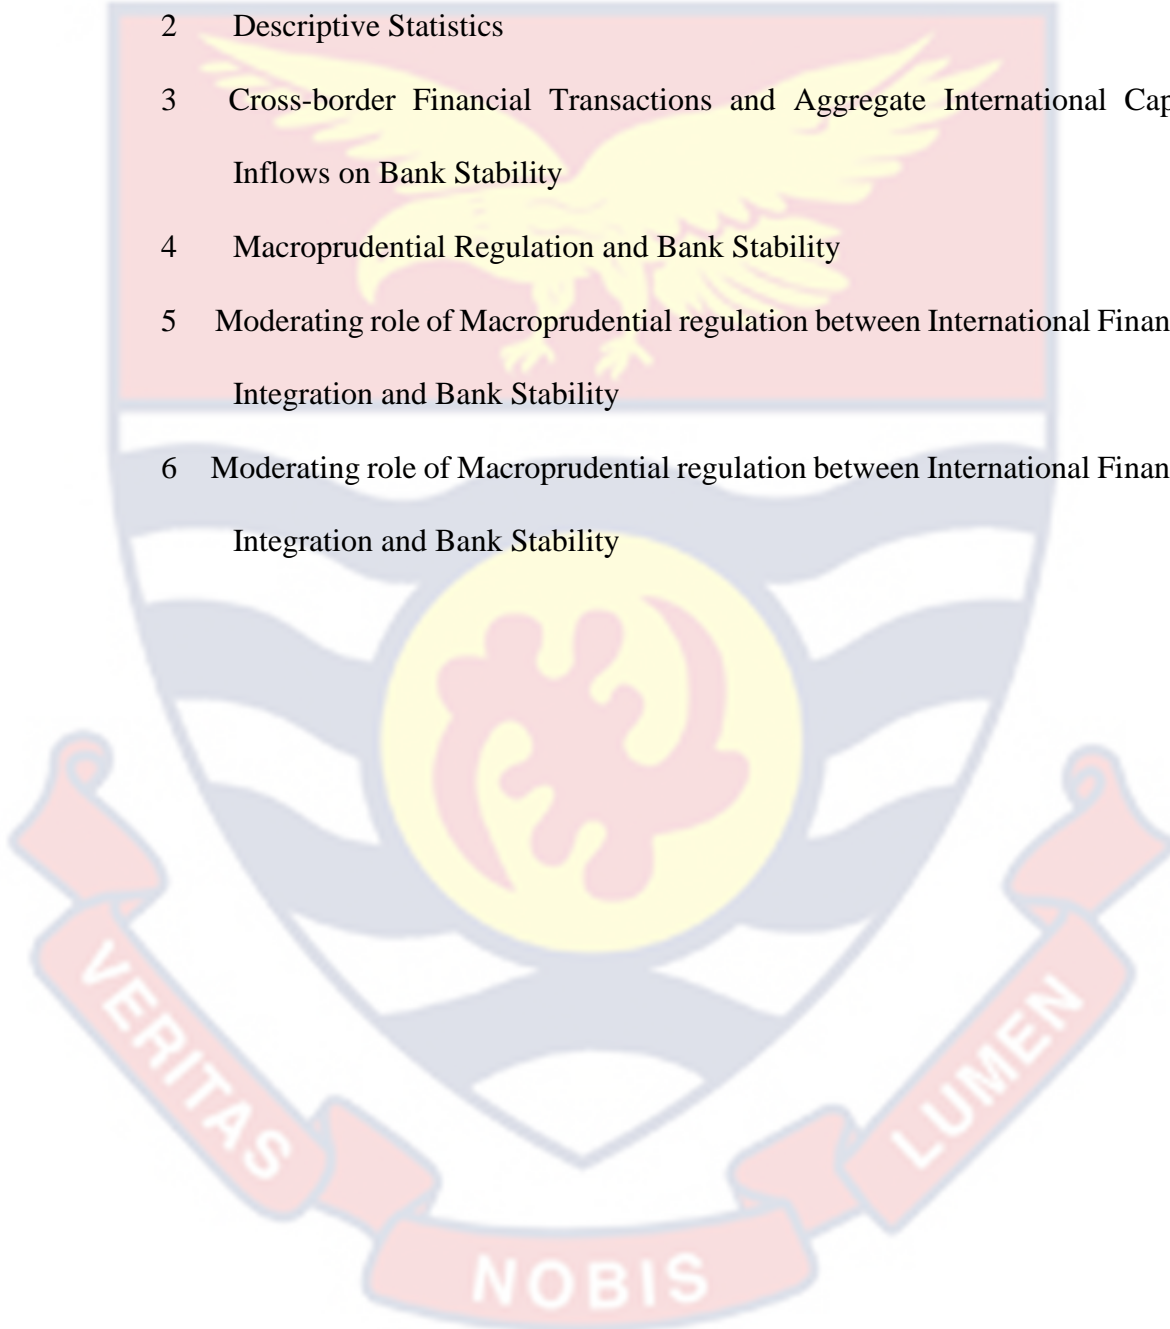 2 Descriptive Statistics
3 Cross-border Financial Transactions and Aggregate International Cap
Inflows on Bank Stability
4 Macroprudential Regulation and Bank Stability
5 Moderating role of Macroprudential regulation between International Finan
Integration and Bank Stability
6 Moderating role of Macroprudential regulation between International Finan
Integration and Bank Stability
VERITAS
NOBIS
LUMEN